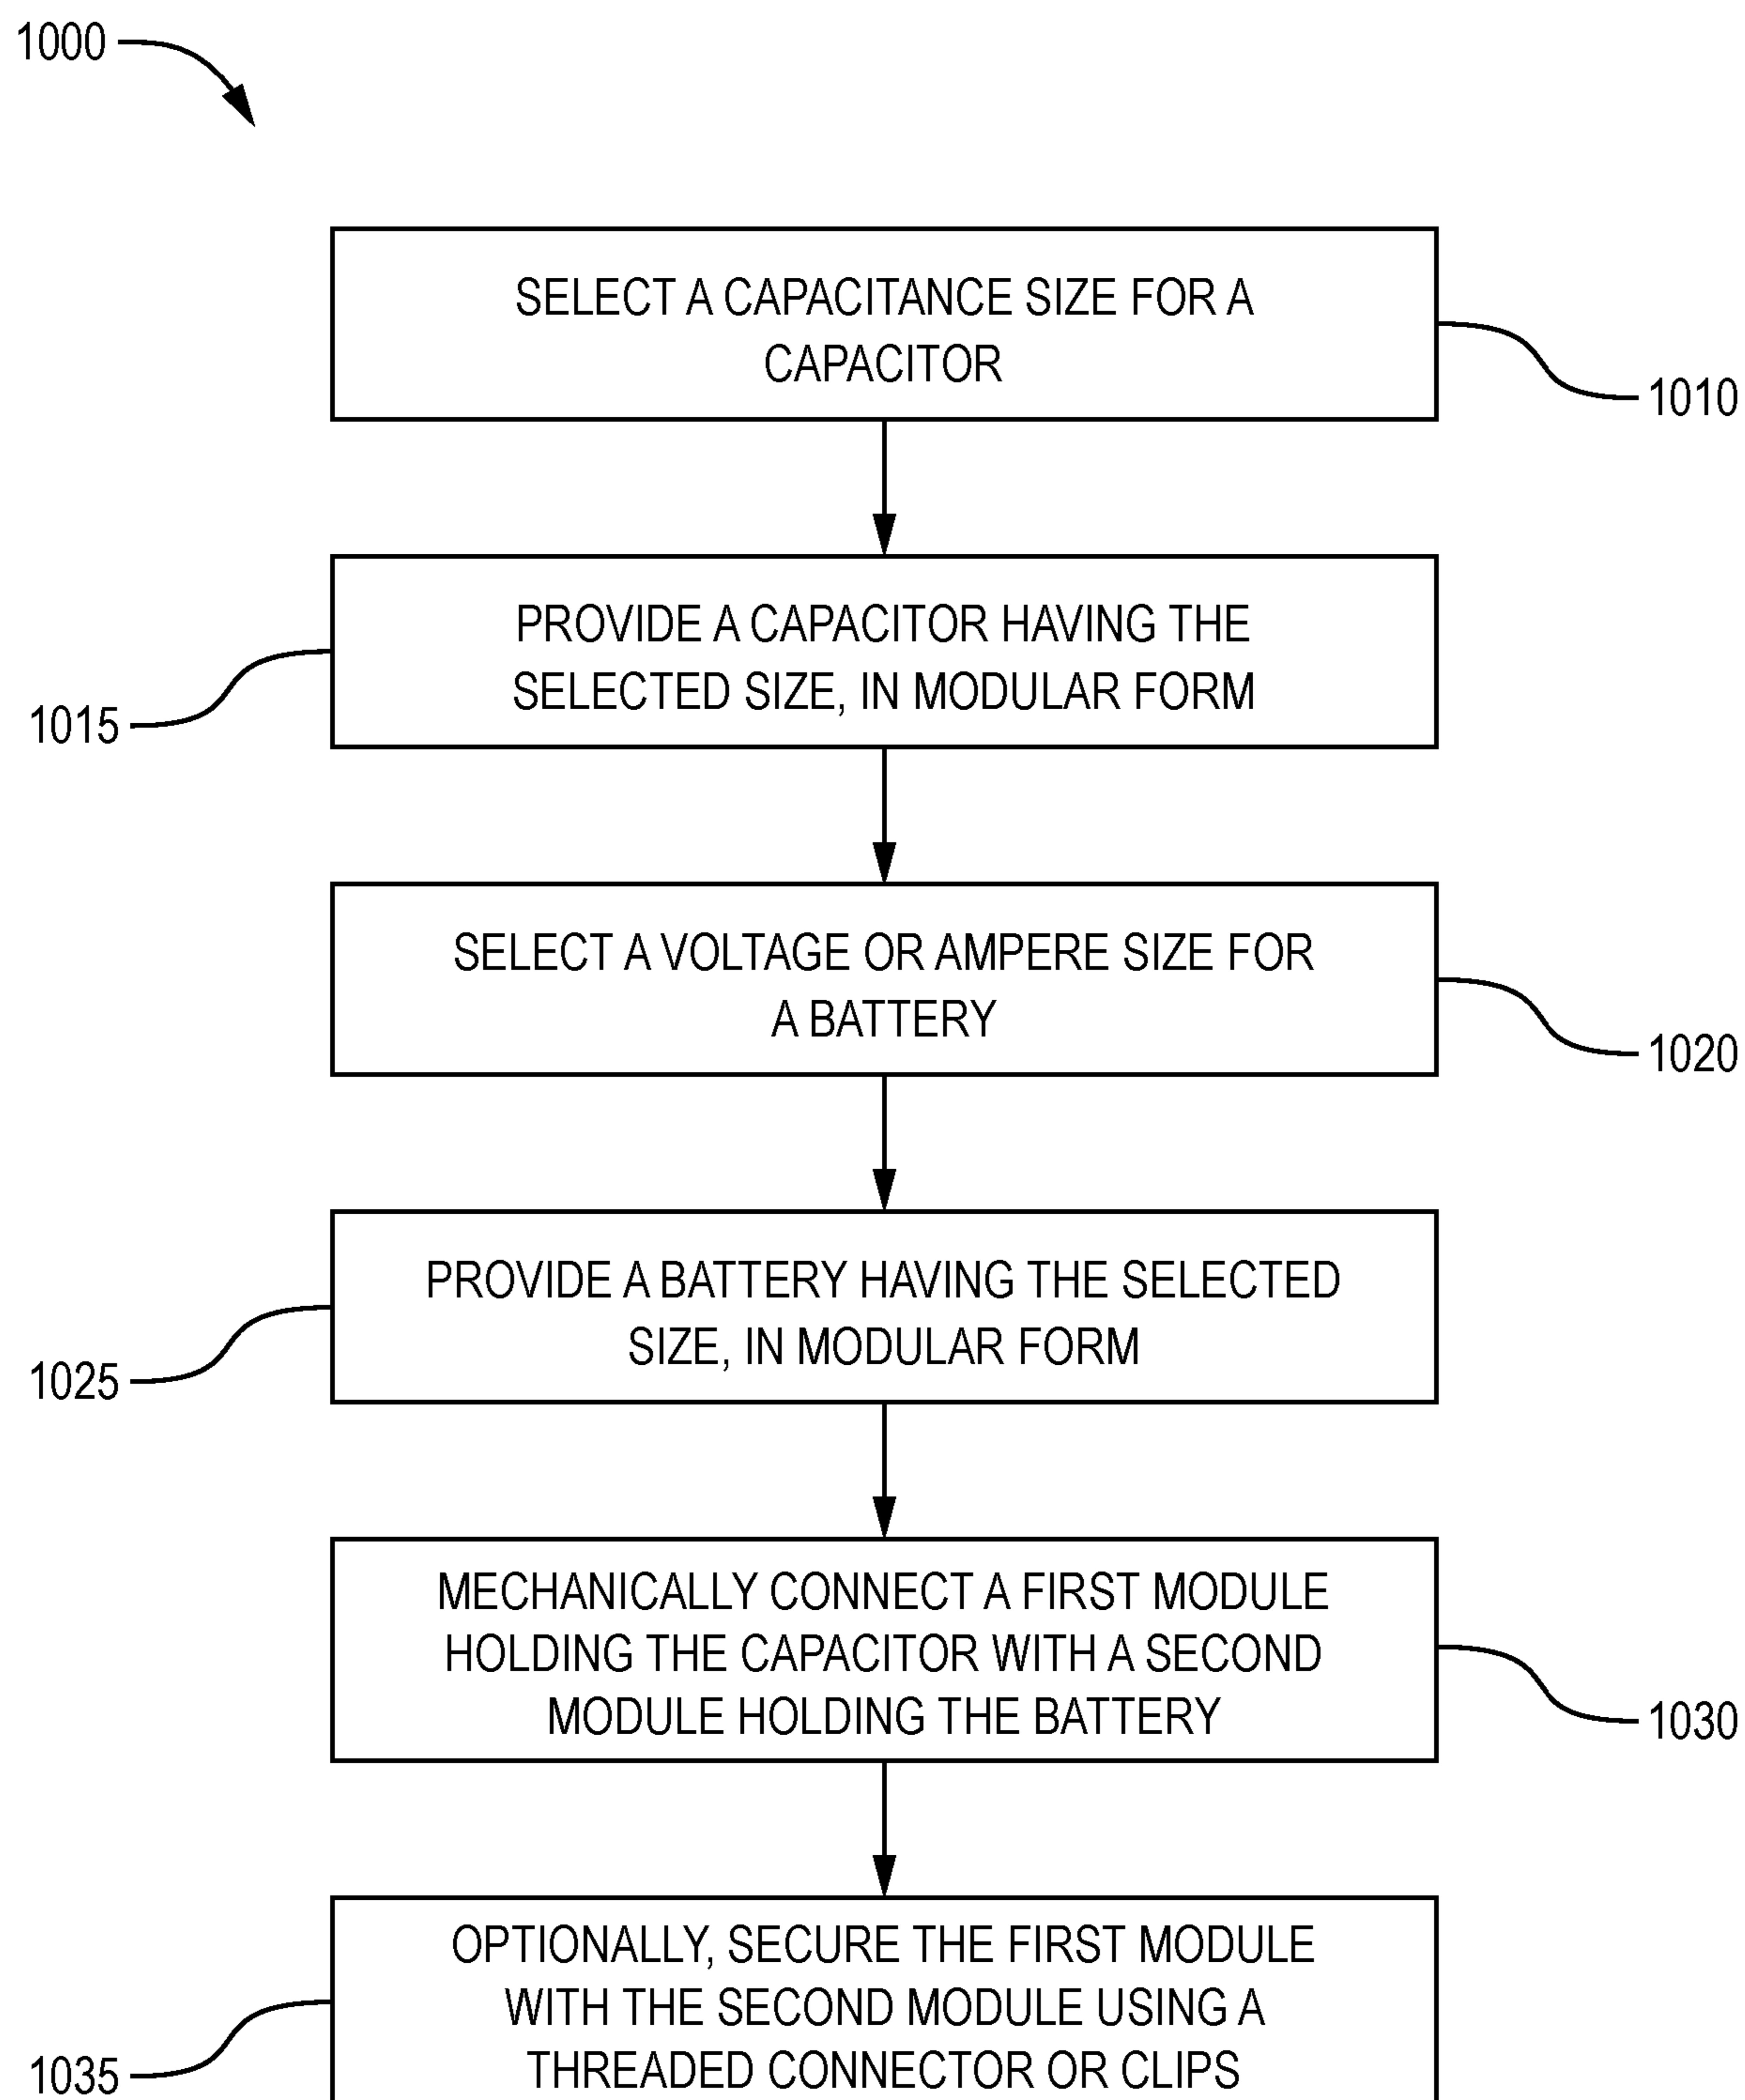 1000
SELECT A CAPACITANCE SIZE FOR A
CAPACITOR
1010
PROVIDE A CAPACITOR HAVING THE
SELECTED SIZE, IN MODULAR FORM
1015
SELECT A VOLTAGE OR AMPERE SIZE FOR
A BATTERY
1020
PROVIDE A BATTERY HAVING THE SELECTED
SIZE, IN MODULAR FORM
1025
MECHANICALLY CONNECT A FIRST MODULE
HOLDING THE CAPACITOR WITH A SECOND
MODULE HOLDING THE BATTERY
1030
OPTIONALLY, SECURE THE FIRST MODULE
WITH THE SECOND MODULE USING A
THREADED CONNECTOR OR CLIPS
1035